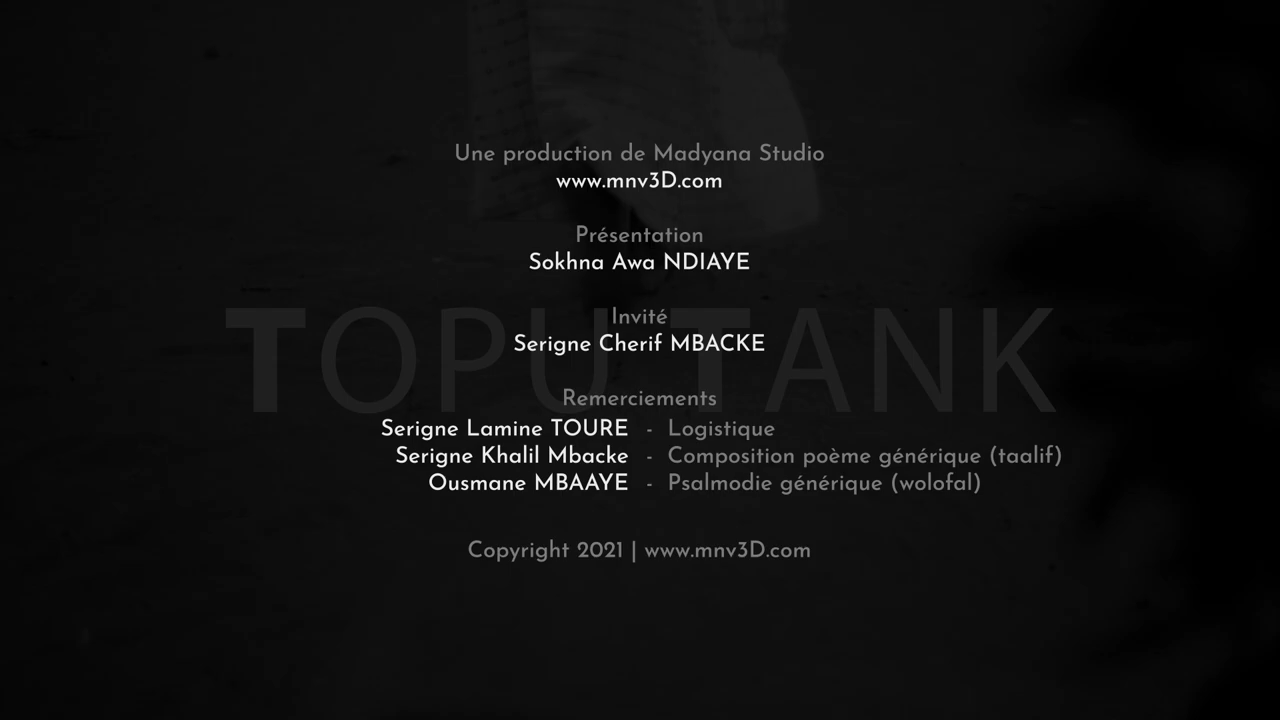 Une production de Madyana Studio
www.mnv3D.com
Présentation
Sokhna Awa NDIAYE
Invité
Serigne Cherif MBACKE
TOPU TANK
Remerciements
Serigne Lamine TOURE - Logistique
Serigne Khalil Mbacke - Composition poème générique (taalif)
Ousmane MBAAYE - Psalmodie générique (wolofal)
Copyright 2021 | www.mnv3D.com